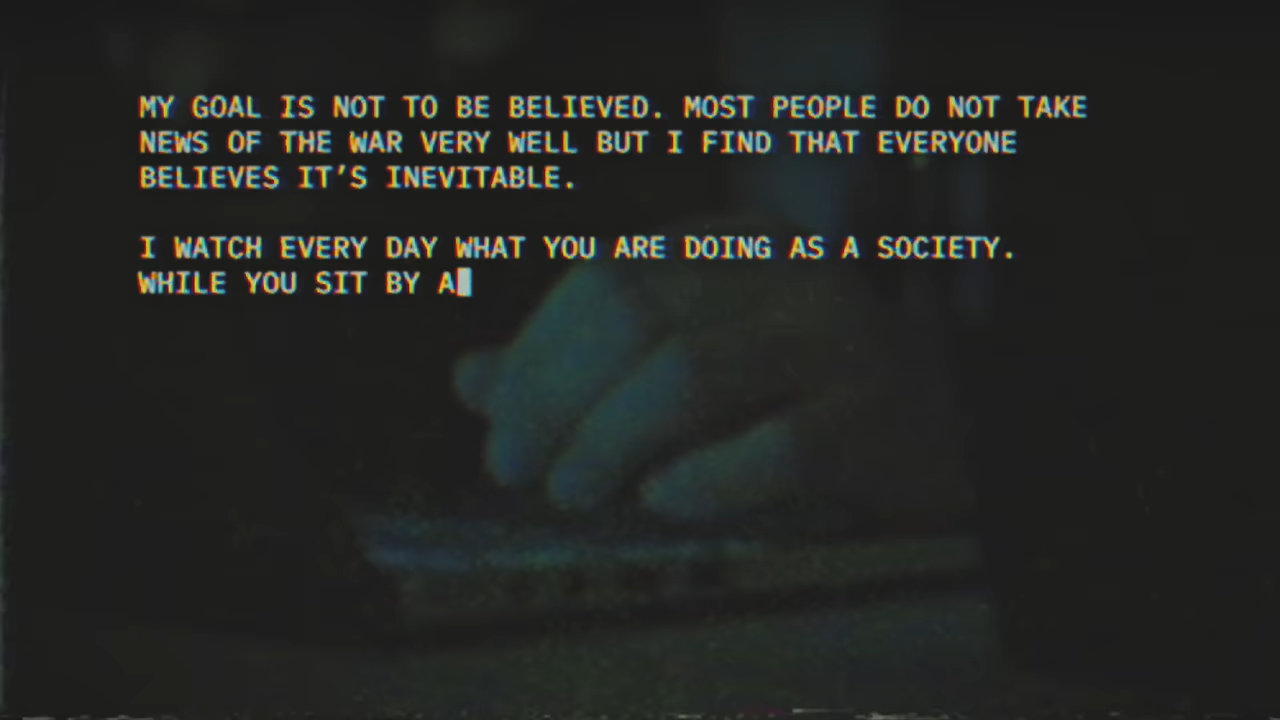 MY GOAL IS NOT TO BE BELIEVED. MOST PEOPLE DO NOT TAKE
NEWS OF THE WAR VERY WELL BUT I FIND THAT EVERYONE
BELIEVES IT’S INEVITABLE.
I WATCH EVERY DAY WHAT YOU ARE DOING AS A SOCIETY.
WHILE YOU SIT BY A